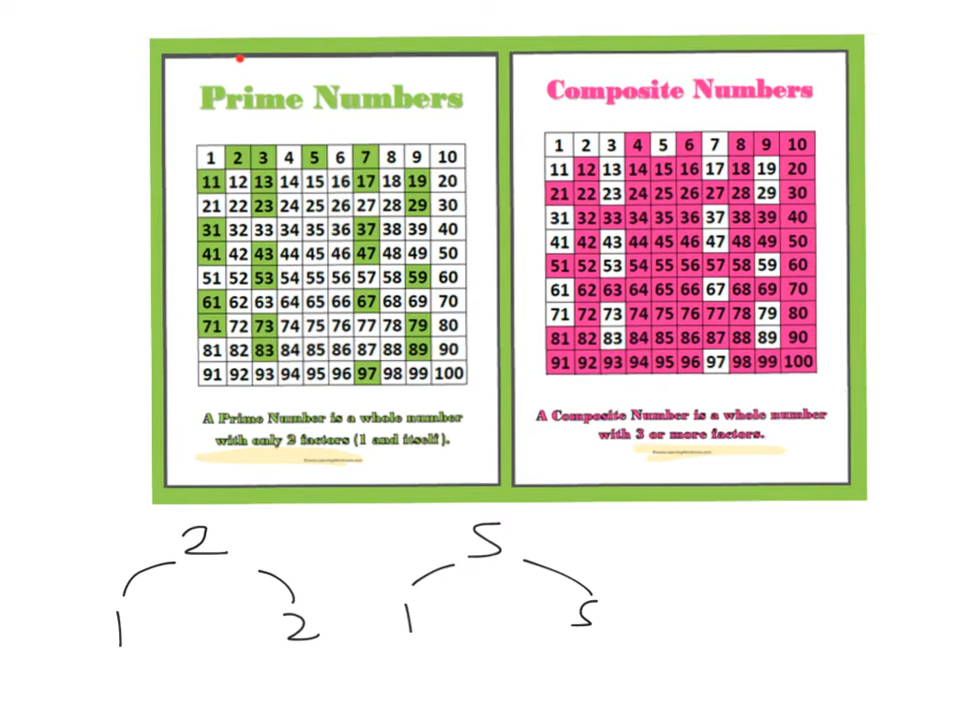 Prime Numbers
1 2 3 4 5 6 7 8 9 10
11 12 13 14 15 16 17 18 19 20
21 22 23 24 25 26 27 28 29 30
31 32 33 34 35 36 37 38 39 40
41 42 43 44 45 46 47 48 49 50
51 52 53 54 55 56 57 58 59 60
61 62 63 64 65 66 67 68 69 70
71 72 73 74 75 76 77 78 79 80
81 82 83 84 85 86 87 88 89 90
91 92 93 94 95 96 97 98 99 100
A Prime Number is a whole number
with only 2 factors (1 and itself).
Composite Numbers
1 2 3 4 5 6 7 8 9 10
11 12 13 14 15 16 17 18 19 20
21 22 23 24 25 26 27 28 29 30
31 32 33 34 35 36 37 38 39 40
41 42 43 44 45 46 47 48 49 50
51 52 53 54 55 56 57 58 59 60
61 62 63 64 65 66 67 68 69 70
71 72 73 74 75 76 77 78 79 80
81 82 83 84 85 86 87 88 89 90
91 92 93 94 95 96 97 98 99 100
A Composite Number is a whole number
with 3 or more factors.
2 5
1 2 1 5